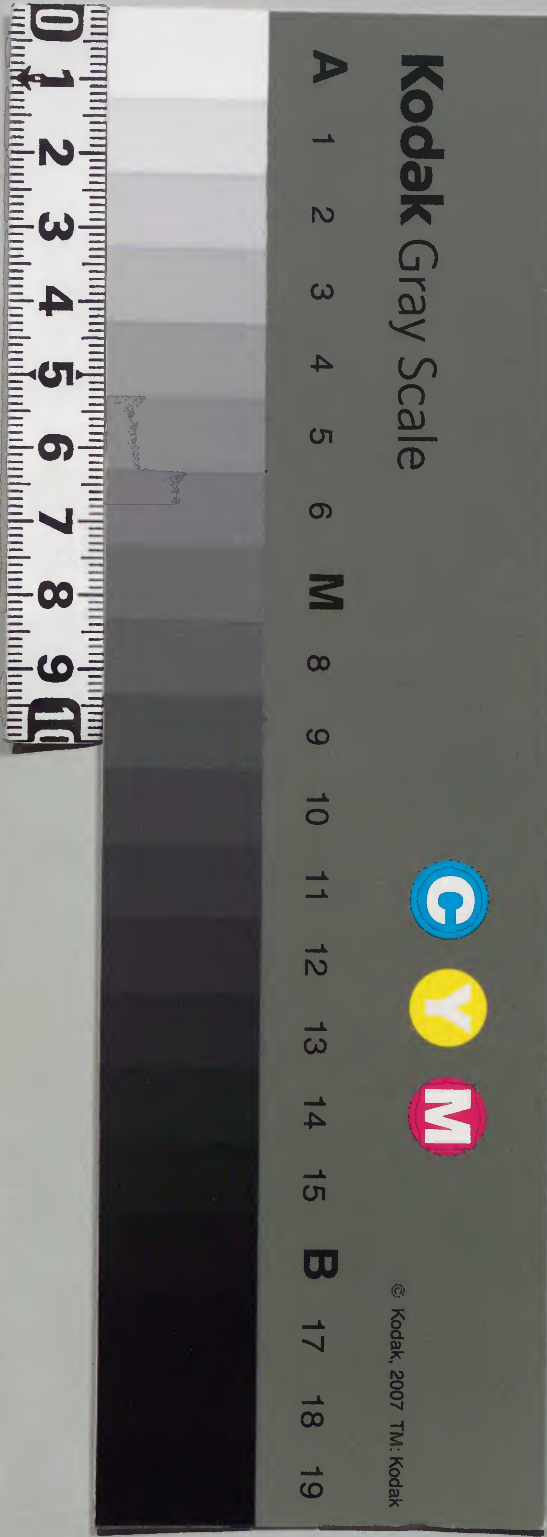 0 1 2 3 4 5 6 7 8 9 10
A 1 2 3 4 5 6 M 8 9 10 11 12 13 14 15 B 17 18 19
Kodak Gray Scale
C Y M
© Kodak, 2007 TM: Kodak